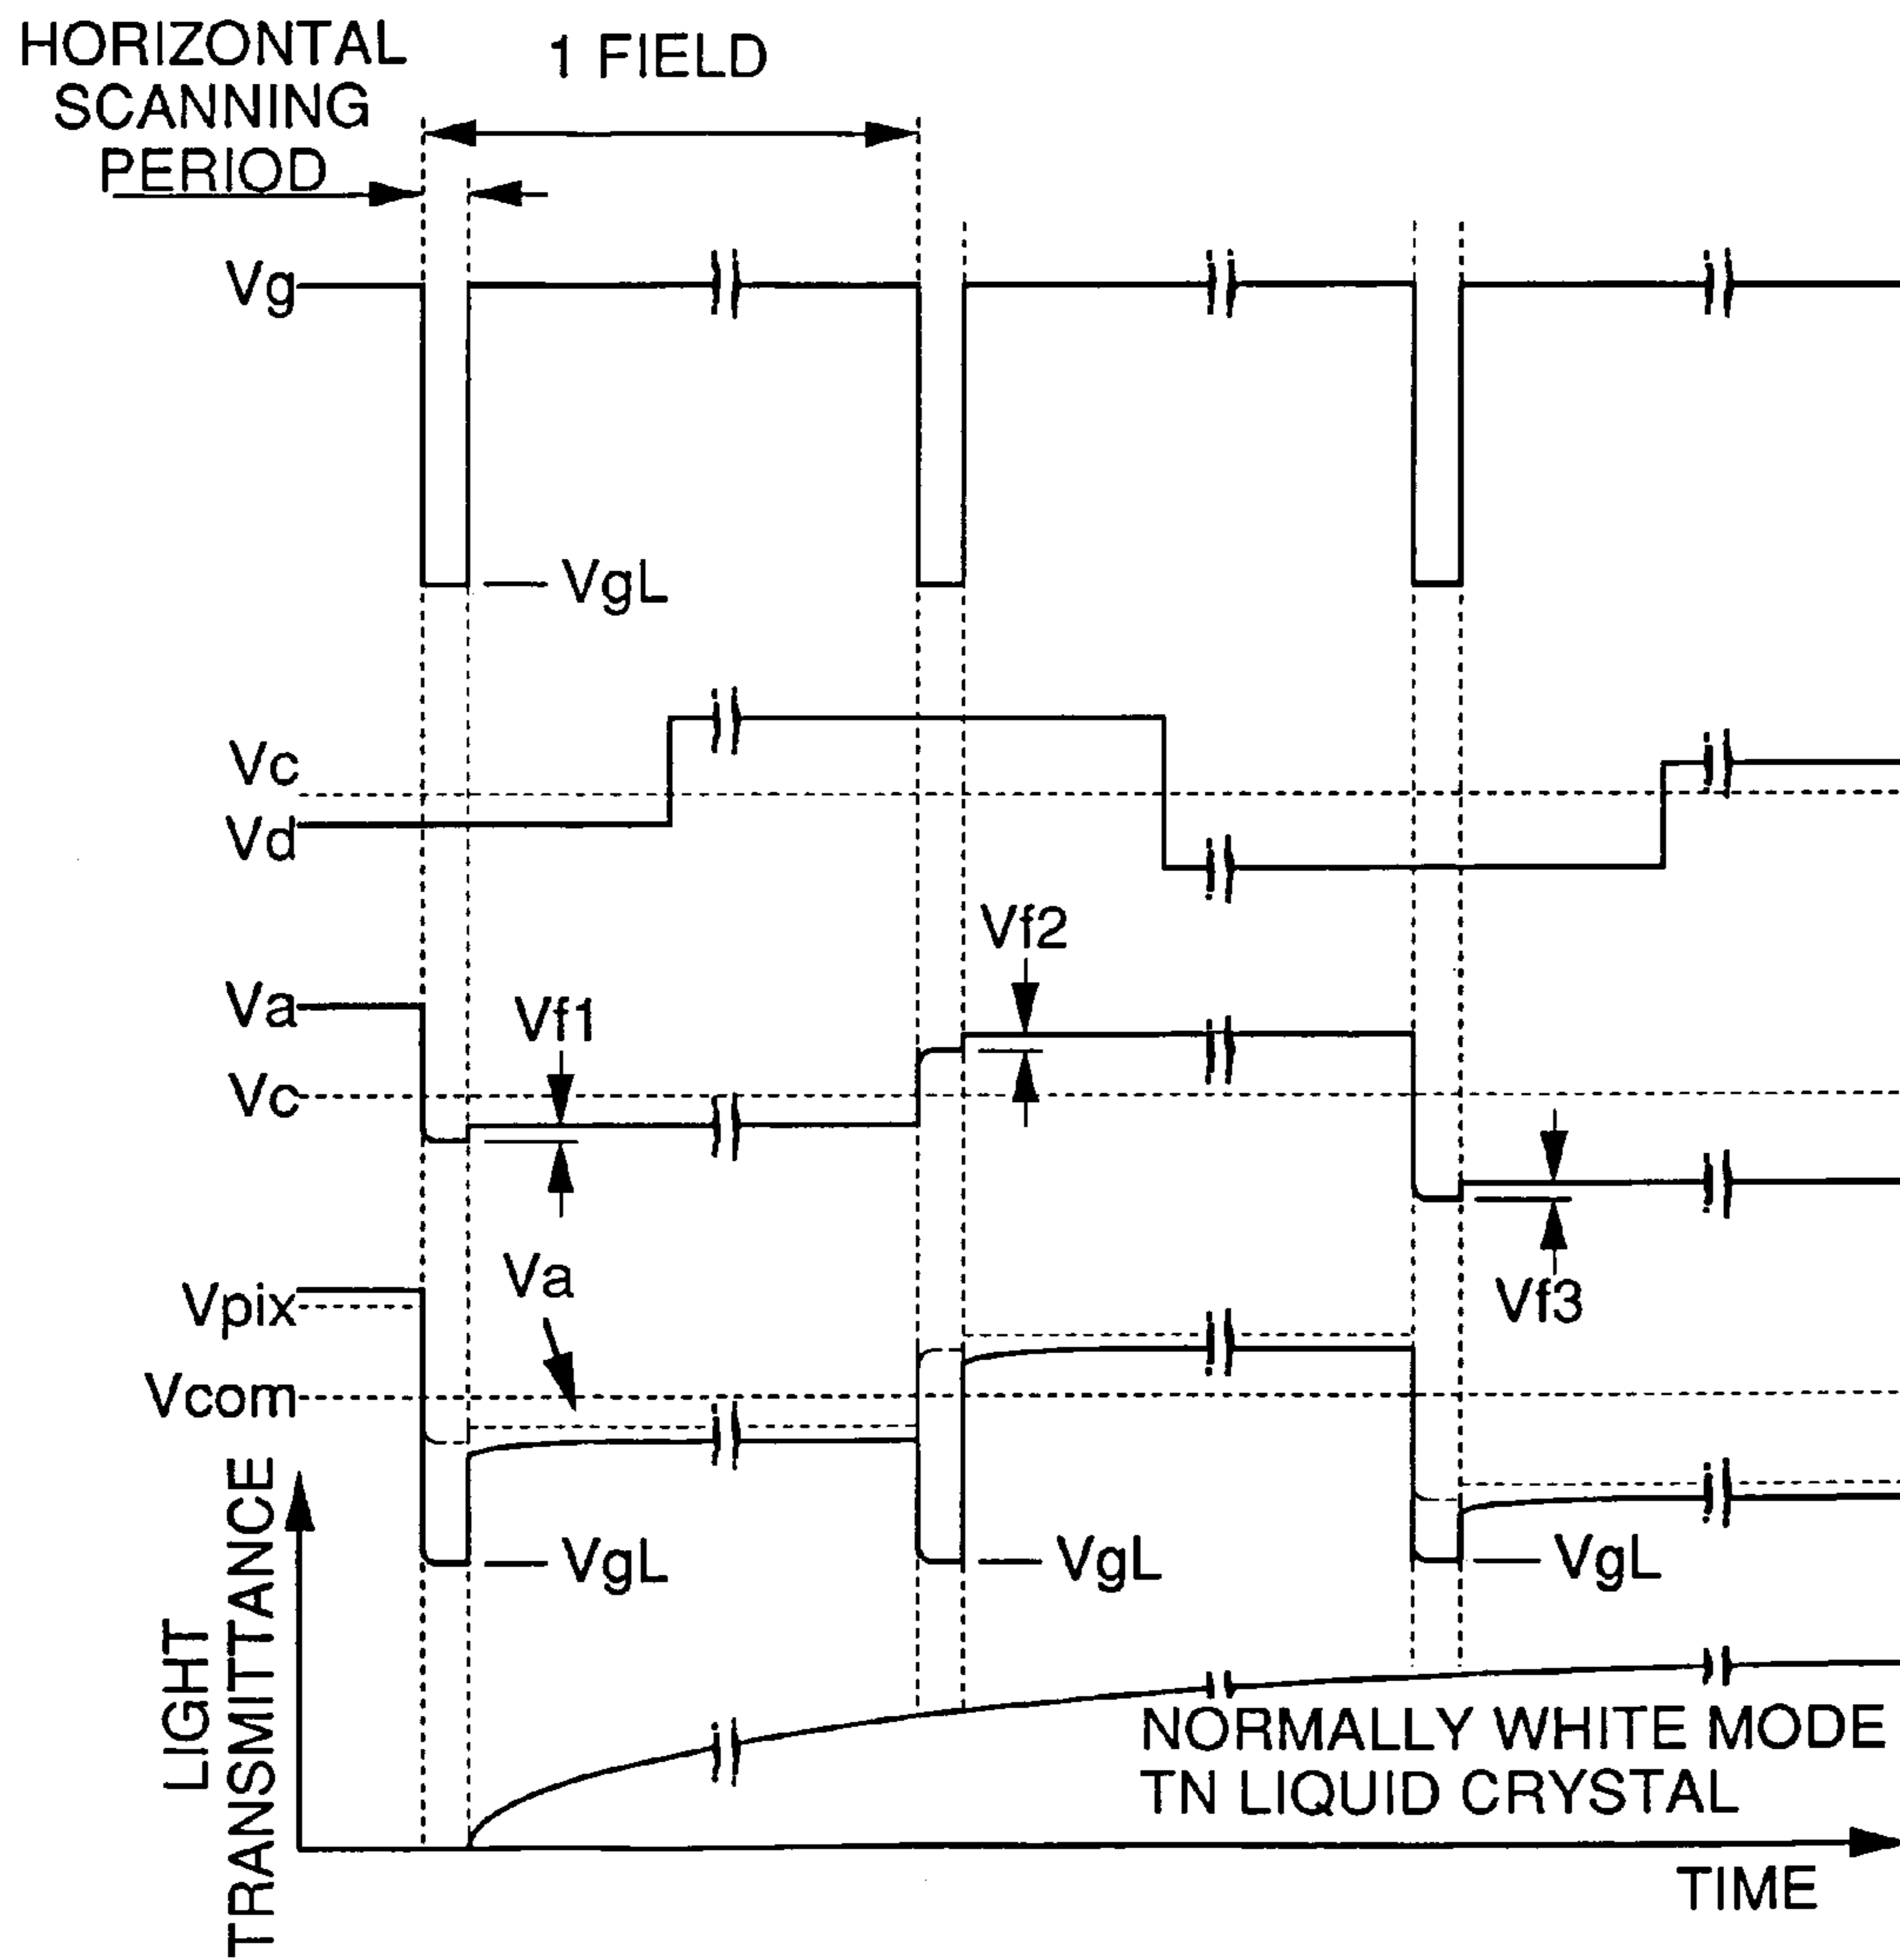 HORIZONTAL
SCANNING
PERIOD
1 FIELD
Vg
VgL
Vc
Vd
Vf2
Va
Vf1
Vc
Va
Vpix
Vf3
Vcom
VgL
VgL
VgL
LIGHT
TRANSMITTANCE
NORMALLY WHITE MODE
TN LIQUID CRYSTAL
TIME